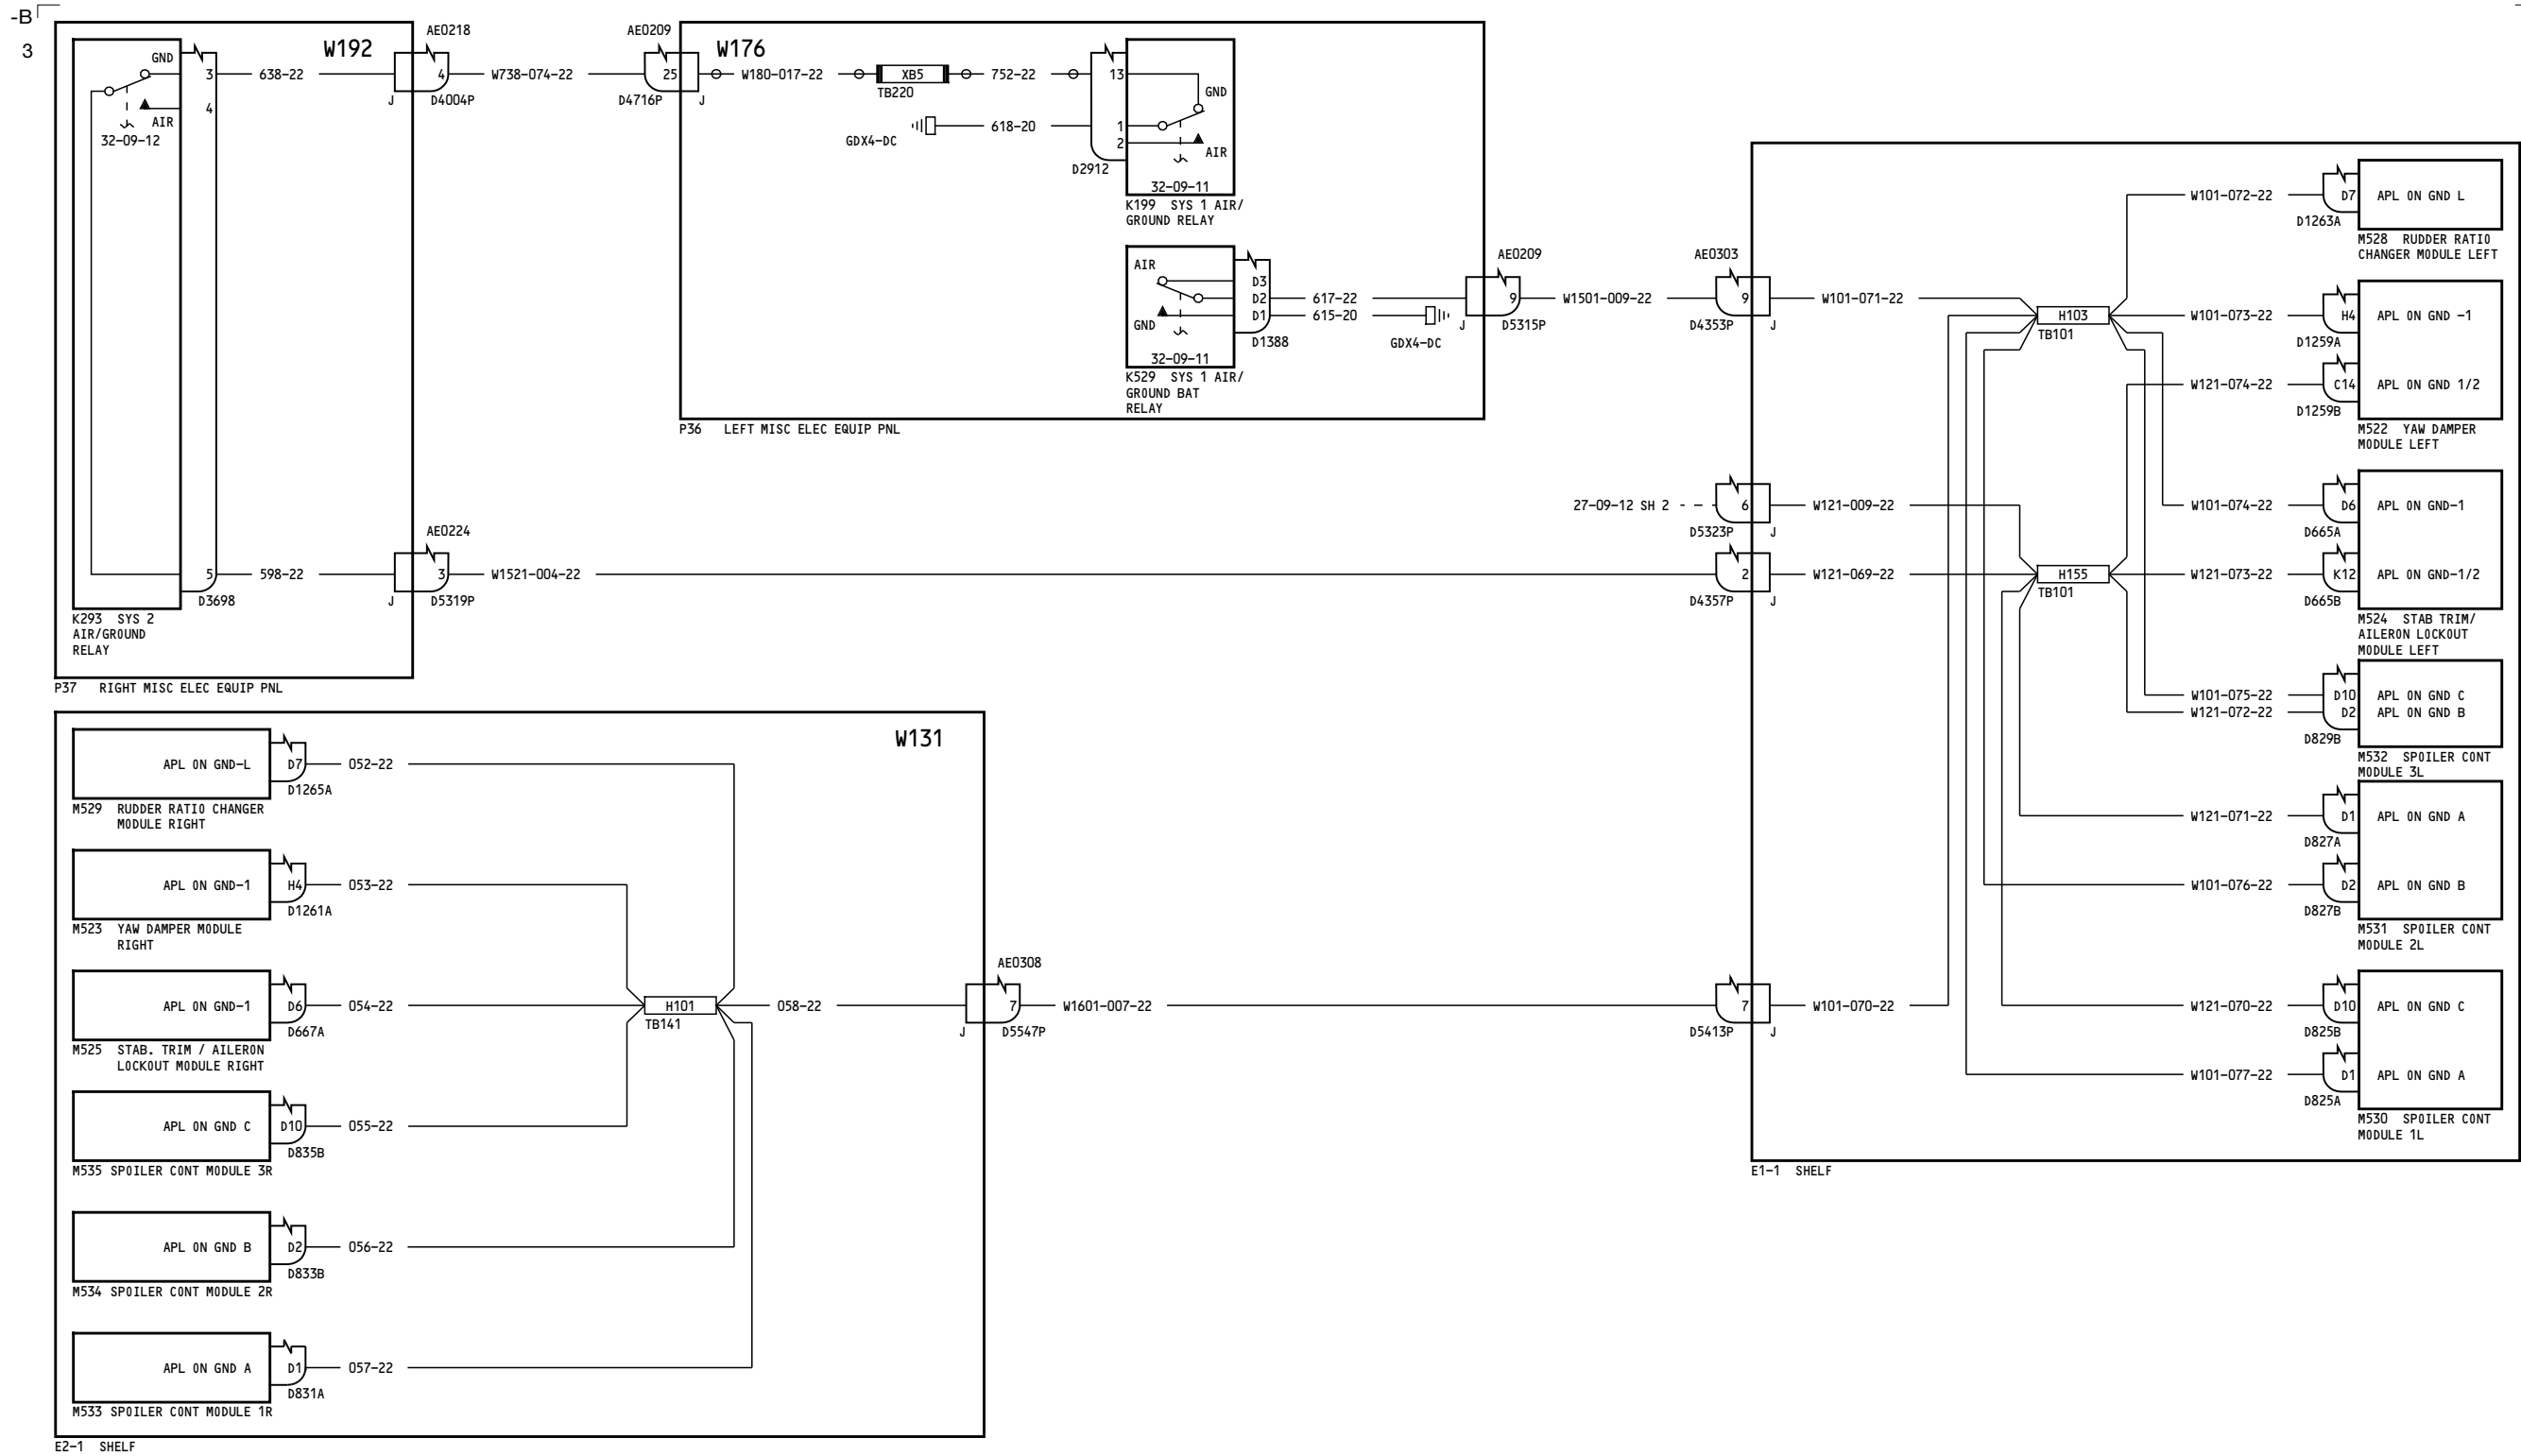 -B
3
W192
GND
3
4
AIR
32-09-12
5
D3698
K293 SYS 2
AIR/GROUND
RELAY
638-22
598-22
AE0218
4
J
D4004P
AE0224
3
J
D5319P
P37 RIGHT MISC ELEC EQUIP PNL
W738-074-22
W1521-004-22
AE0209
25
D4716P
J
W176
W180-017-22
XB5
TB220
752-22
GDX4-DC
618-20
13
1
2
D2912
GND
AIR
32-09-11
K199 SYS 1 AIR/
GROUND RELAY
AIR
GND
D3
D2
D1
D1388
32-09-11
K529 SYS 1 AIR/
GROUND BAT
RELAY
617-22
615-20
GDX4-DC
AE0209
9
J
D5315P
P36 LEFT MISC ELEC EQUIP PNL
W1501-009-22
AE0303
9
D4353P
J
W101-071-22
27-09-12 SH 2
6
D5323P
J
W121-009-22
2
D4357P
J
W121-069-22
7
D5413P
J
W101-070-22
H103
TB101
H155
TB101
W101-072-22
D7
APL ON GND L
D1263A
M528 RUDDER RATIO
CHANGER MODULE LEFT
W101-073-22
H4
APL ON GND -1
D1259A
W121-074-22
C14
APL ON GND 1/2
D1259B
M522 YAW DAMPER
MODULE LEFT
W101-074-22
D6
APL ON GND-1
D665A
W121-073-22
K12
APL ON GND-1/2
D665B
M524 STAB TRIM/
AILERON LOCKOUT
MODULE LEFT
W101-075-22
D10
APL ON GND C
W121-072-22
D2
APL ON GND B
D829B
M532 SPOILER CONT
MODULE 3L
W121-071-22
D1
APL ON GND A
D827A
W101-076-22
D2
APL ON GND B
D827B
M531 SPOILER CONT
MODULE 2L
W121-070-22
D10
APL ON GND C
D825B
W101-077-22
D1
APL ON GND A
D825A
M530 SPOILER CONT
MODULE 1L
E1-1 SHELF
W131
APL ON GND-L
D7
052-22
D1265A
M529 RUDDER RATIO CHANGER
MODULE RIGHT
APL ON GND-1
H4
053-22
D1261A
M523 YAW DAMPER MODULE
RIGHT
APL ON GND-1
D6
054-22
D667A
M525 STAB. TRIM / AILERON
LOCKOUT MODULE RIGHT
APL ON GND C
D10
055-22
D835B
M535 SPOILER CONT MODULE 3R
APL ON GND B
D2
056-22
D833B
M534 SPOILER CONT MODULE 2R
APL ON GND A
D1
057-22
D831A
M533 SPOILER CONT MODULE 1R
H101
TB141
058-22
AE0308
7
J
D5547P
W1601-007-22
E2-1 SHELF